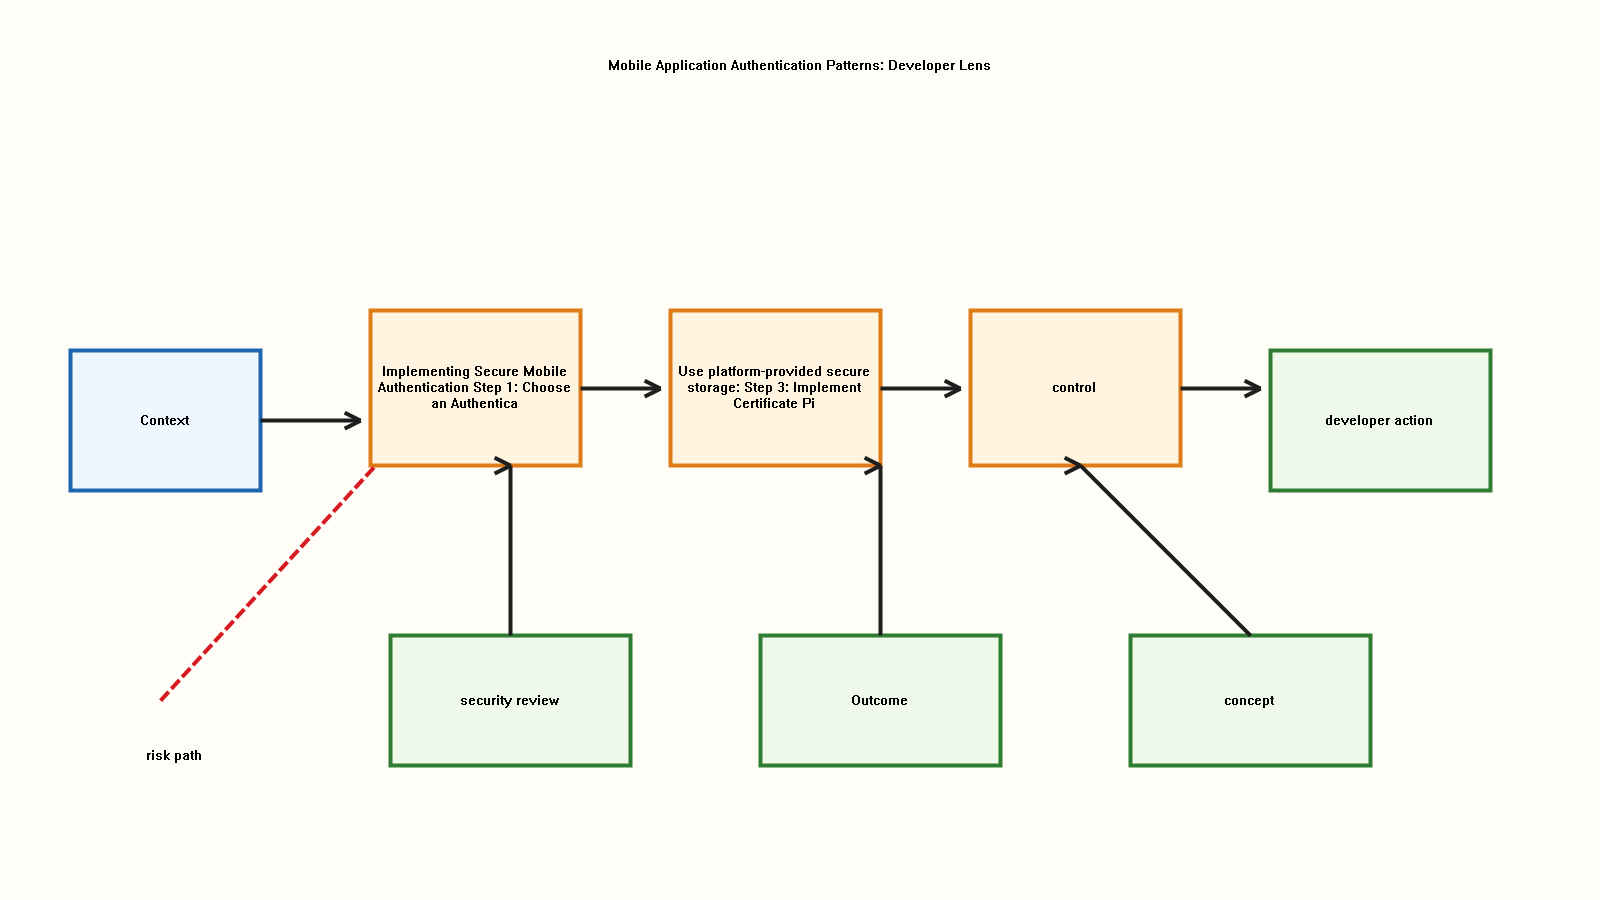 Mobile Application Authentication Patterns: Developer Lens
Implementing Secure Mobile
Authentication Step 1: Choose
an Authentica
Use platform-provided secure
storage: Step 3: Implement
Certificate Pi
control
Context
developer action
security review
Outcome
concept
risk path